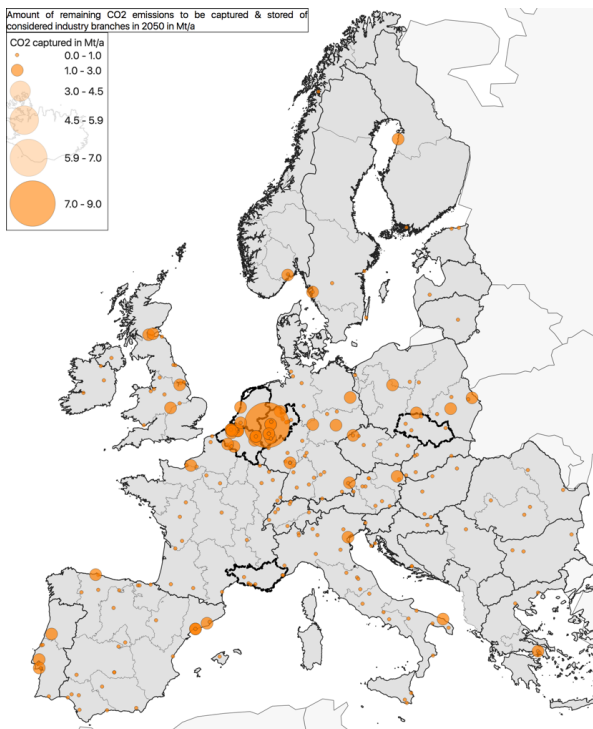 Amount of remaining CO2 emissions to be captured & stored of
considered industry branches in 2050 in Mt/a
CO2 captured in Mt/a
0.0 - 1.0
1.0 - 3.0
3.0 - 4.5
4.5 - 5.9
5.9 - 7.0
7.0 - 9.0